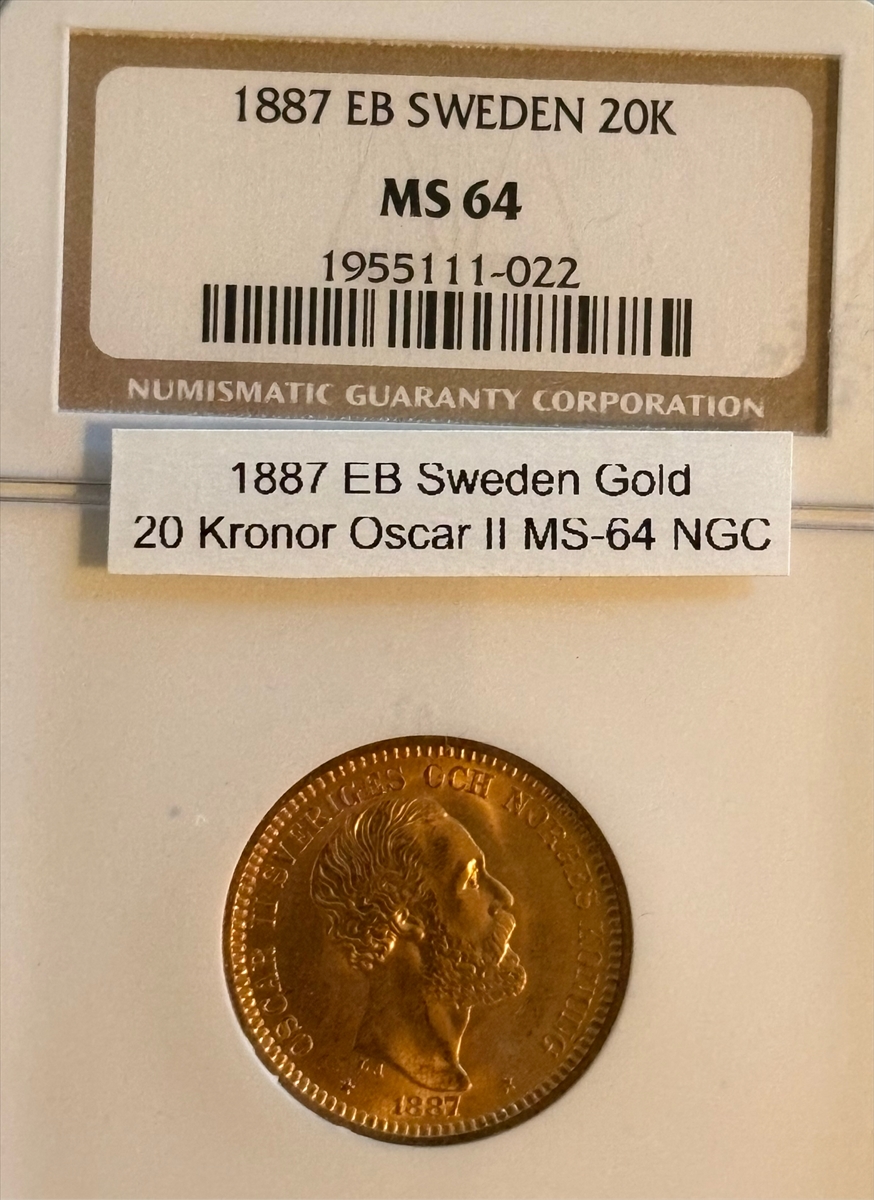 1887 EB SWEDEN 20K
MS 64
1955111-022
NUMISMATIC GUARANTY CORPORATION
1887 EB Sweden Gold
20 Kronor Oscar II MS-64 NGC
OSCAR II SVERIGES OCH NORGES KONUNG
L.A
1887